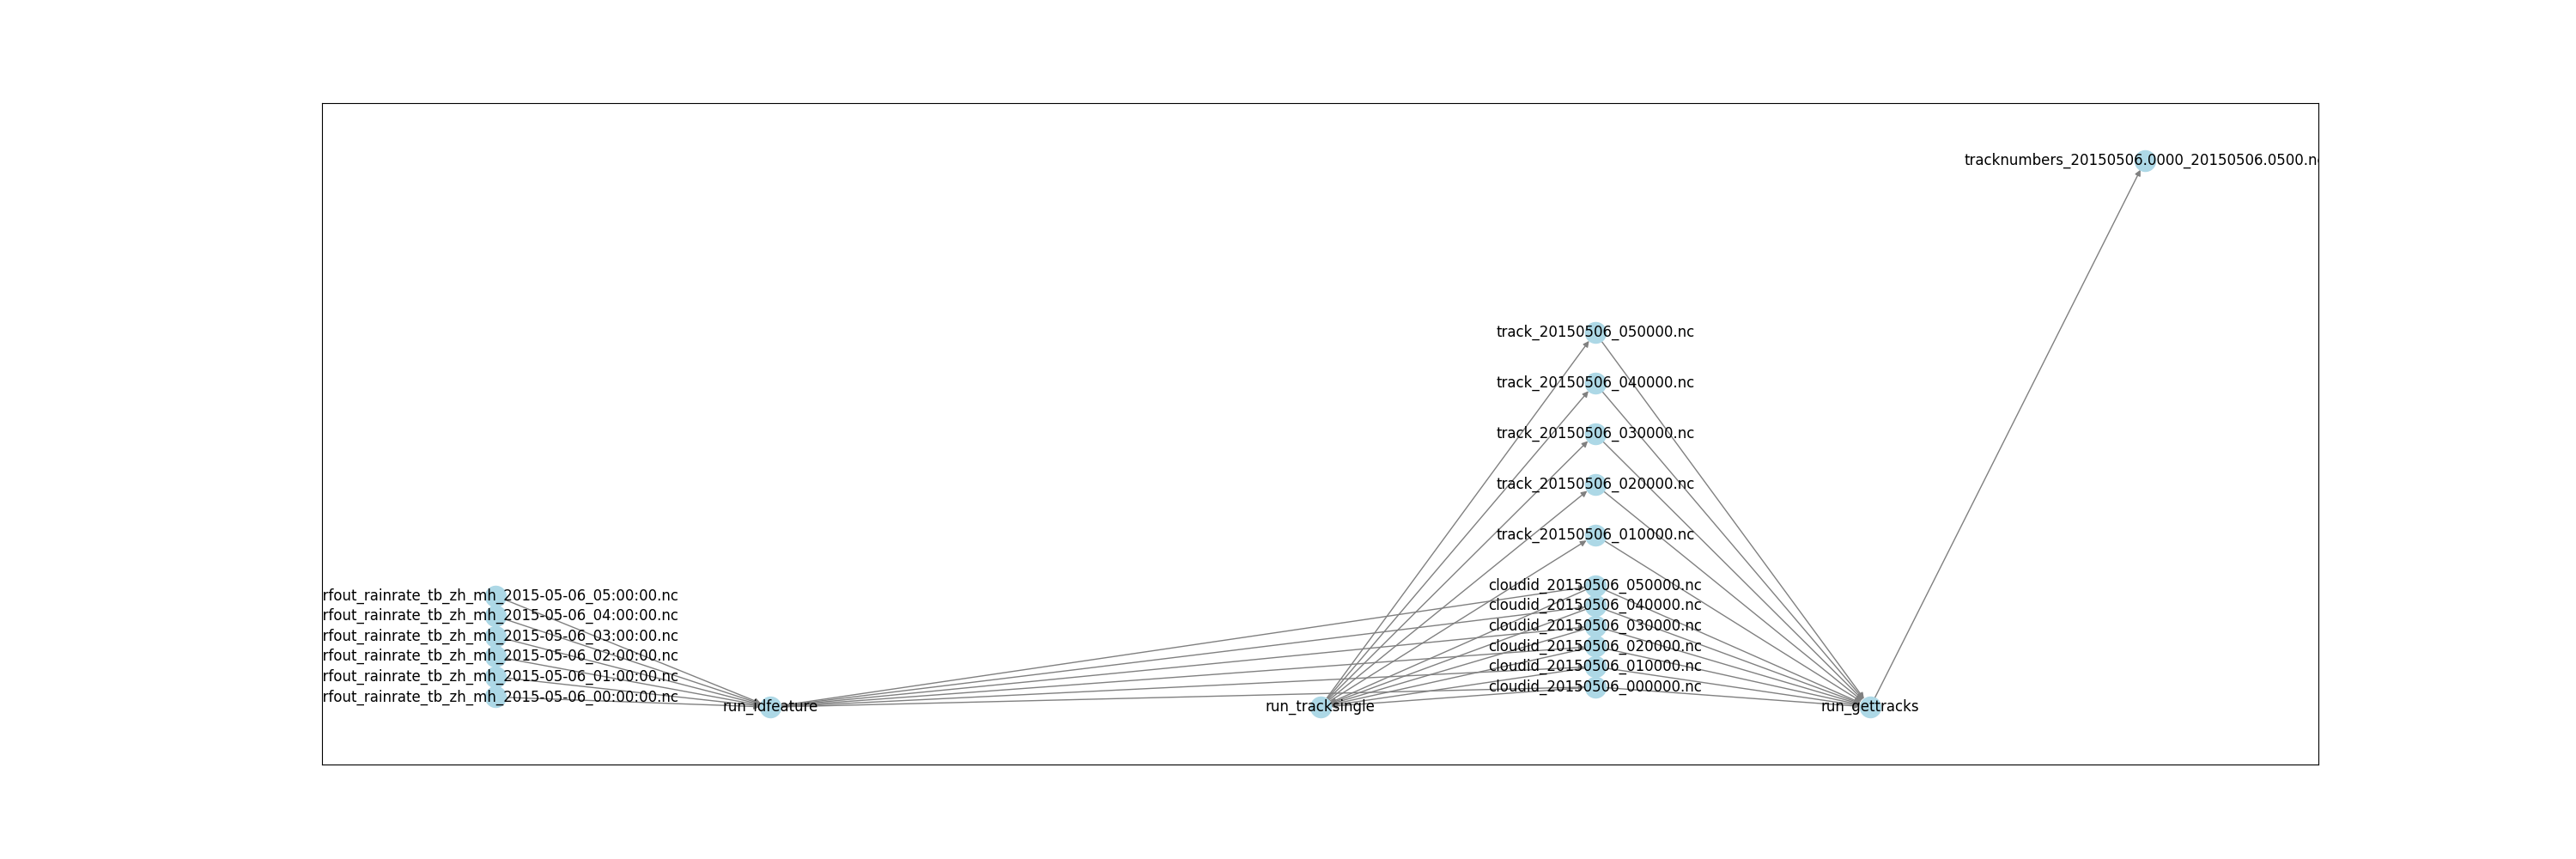 tracknumbers_20150506.0000_20150506.0500.n
track_20150506_050000.nc
track_20150506_040000.nc
track_20150506_030000.nc
track_20150506_020000.nc
track_20150506_010000.nc
cloudid_20150506_050000.nc
rfout_rainrate_tb_zh_mh_2015-05-06_05:00:00.nc
cloudid_20150506_040000.nc
rfout_rainrate_tb_zh_mh_2015-05-06_04:00:00.nc
cloudid_20150506_030000.nc
rfout_rainrate_tb_zh_mh_2015-05-06_03:00:00.nc
cloudid_20150506_020000.nc
rfout_rainrate_tb_zh_mh_2015-05-06_02:00:00.nc
cloudid_20150506_010000.nc
rfout_rainrate_tb_zh_mh_2015-05-06_01:00:00.nc
cloudid_20150506_000000.nc
rfout_rainrate_tb_zh_mh_2015-05-06_00:00:00.nc
run_idfeature
run_tracksingle
run_gettracks